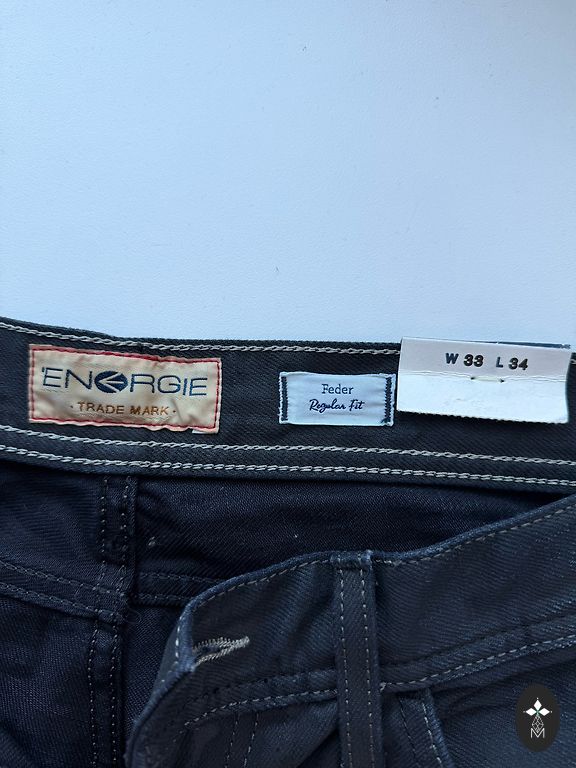 'ENERGIE
· TRADE MARK ·
Feder
Regular Fit
W 33 L 34
M